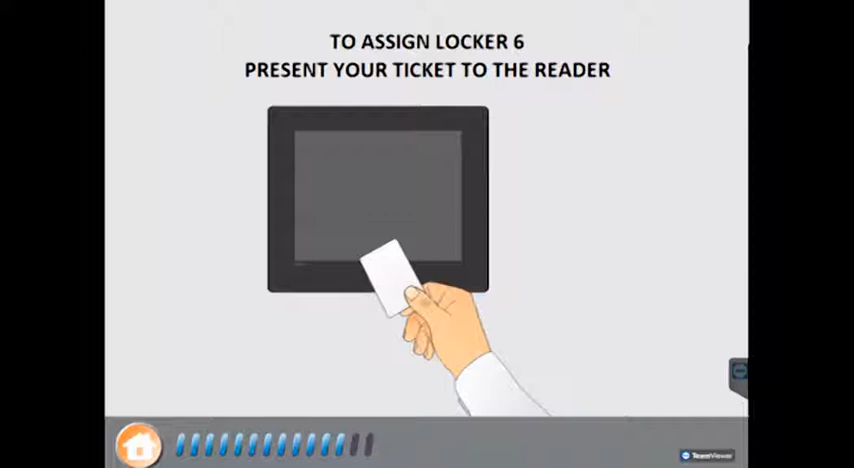 TO ASSIGN LOCKER 6
PRESENT YOUR TICKET TO THE READER
TeamViewer